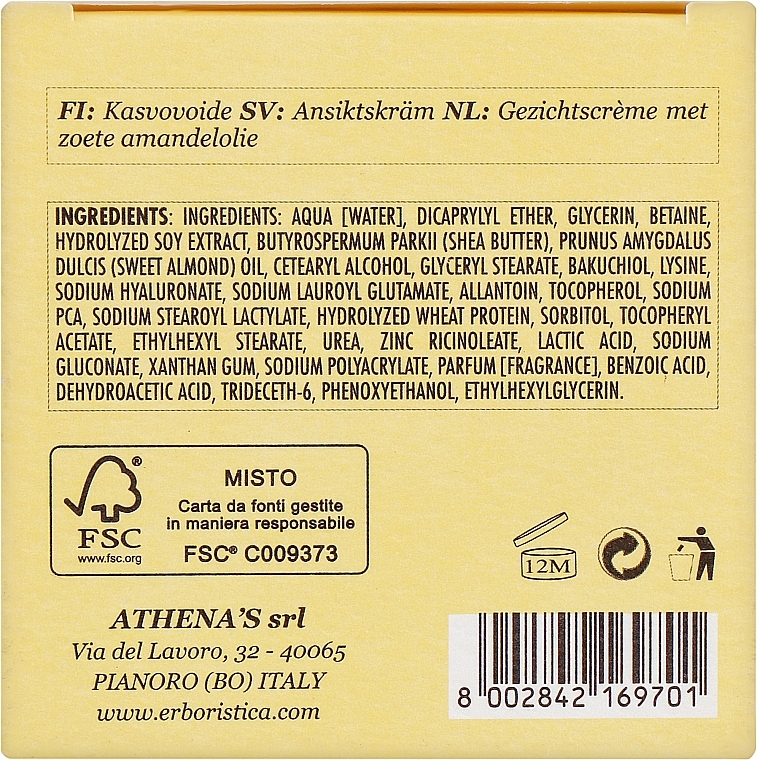 FI: Kasvovoide SV: Ansiktskräm NL: Gezichtscrème met
zoete amandelolie
INGREDIENTS: INGREDIENTS: AQUA [WATER], DICAPRYLYL ETHER, GLYCERIN, BETAINE,
HYDROLYZED SOY EXTRACT, BUTYROSPERMUM PARKII (SHEA BUTTER), PRUNUS AMYGDALUS
DULCIS (SWEET ALMOND) OIL, CETEARYL ALCOHOL, GLYCERYL STEARATE, BAKUCHIOL, LYSINE,
SODIUM HYALURONATE, SODIUM LAUROYL GLUTAMATE, ALLANTOIN, TOCOPHEROL, SODIUM
PCA, SODIUM STEAROYL LACTYLATE, HYDROLYZED WHEAT PROTEIN, SORBITOL, TOCOPHERYL
ACETATE, ETHYLHEXYL STEARATE, UREA, ZINC RICINOLEATE, LACTIC ACID, SODIUM
GLUCONATE, XANTHAN GUM, SODIUM POLYACRYLATE, PARFUM [FRAGRANCE], BENZOIC ACID,
DEHYDROACETIC ACID, TRIDECETH-6, PHENOXYETHANOL, ETHYLHEXYLGLYCERIN.
®
FSC
www.fsc.org
MISTO
Carta da fonti gestite
in maniera responsabile
FSC® C009373
12M
ATHENA'S srl
Via del Lavoro, 32 - 40065
PIANORO (BO) ITALY
www.erboristica.com
8 002842 169701